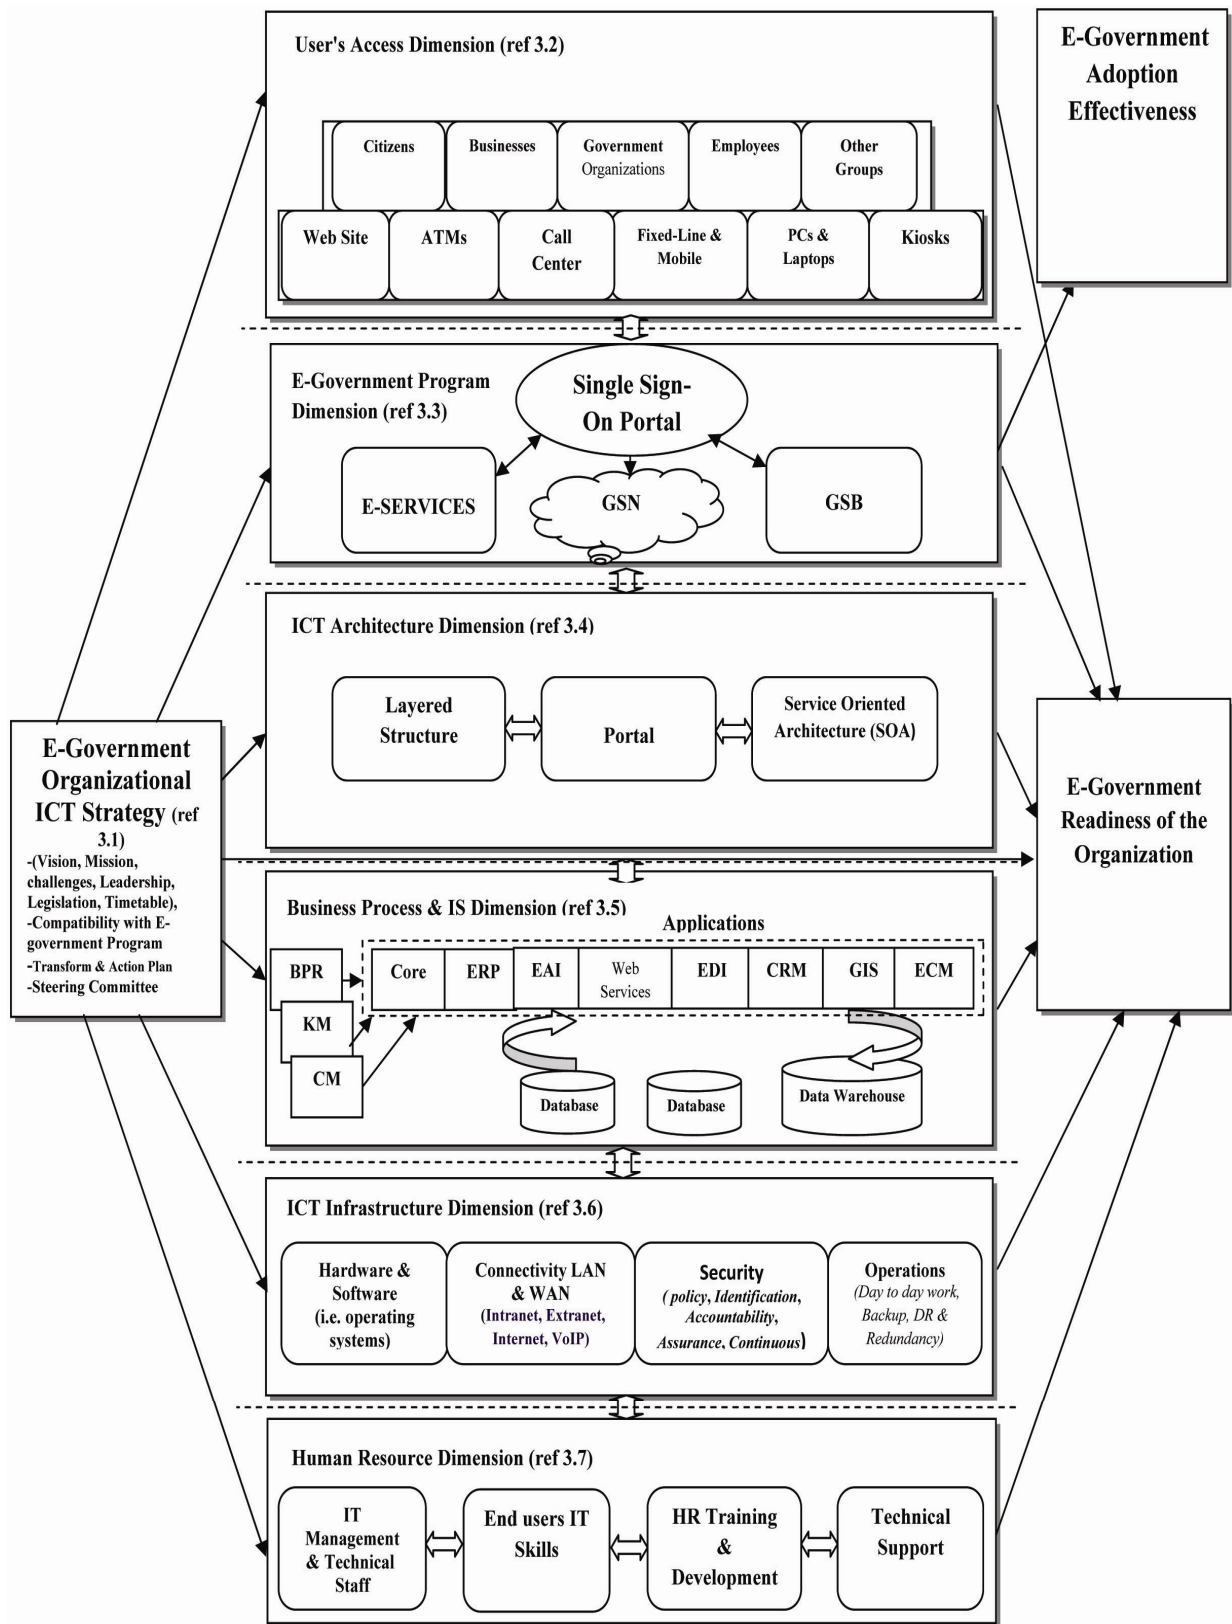 User's Access Dimension (ref 3.2)
Citizens
Businesses
Government
Organizations
Employees
Other
Groups
Web Site
ATMs
Call
Center
Fixed-Line &
Mobile
PCs &
Laptops
Kiosks
E-Government
Adoption
Effectiveness
E-Government Program
Dimension (ref 3.3)
Single Sign-
On Portal
E-SERVICES
GSN
GSB
ICT Architecture Dimension (ref 3.4)
Layered
Structure
Portal
Service Oriented
Architecture (SOA)
E-Government
Organizational
ICT Strategy (ref
3.1)
-(Vision, Mission,
challenges, Leadership,
Legislation, Timetable),
-Compatibility with E-
government Program
-Transform & Action Plan
-Steering Committee
E-Government
Readiness of the
Organization
Business Process & IS Dimension (ref 3.5)
Applications
BPR
KM
CM
Core
ERP
EAI
Web
Services
EDI
CRM
GIS
ECM
Database
Database
Data Warehouse
ICT Infrastructure Dimension (ref 3.6)
Hardware &
Software
(i.e. operating
systems)
Connectivity LAN
& WAN
(Intranet, Extranet,
Internet, VoIP)
Security
( policy, Identification,
Accountability,
Assurance, Continuous)
Operations
(Day to day work,
Backup, DR &
Redundancy)
Human Resource Dimension (ref 3.7)
IT
Management
& Technical
Staff
End users IT
Skills
HR Training
&
Development
Technical
Support